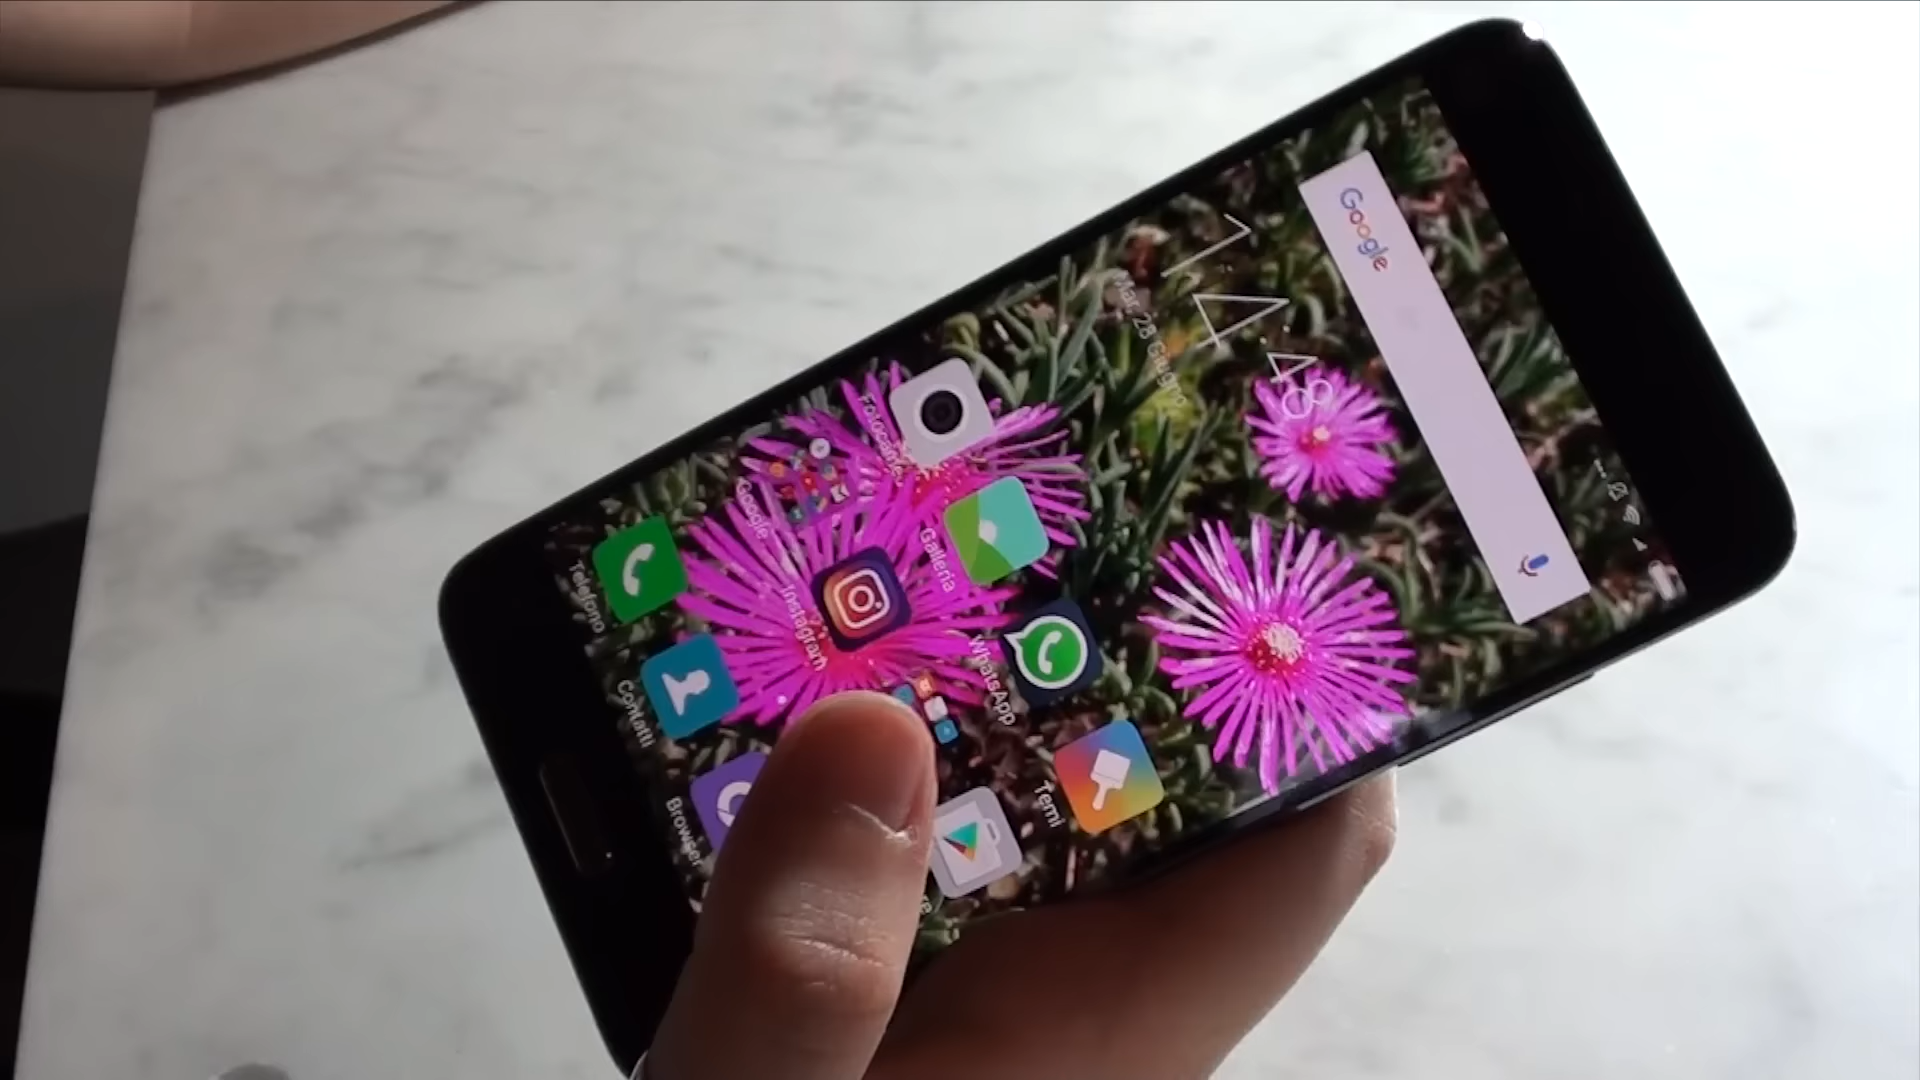 Google
14:48
Mar, 28 Giugno
Fotocamera
Galleria
WhatsApp
Temi
Google
Instagram
Telefono
Contatti
Browser